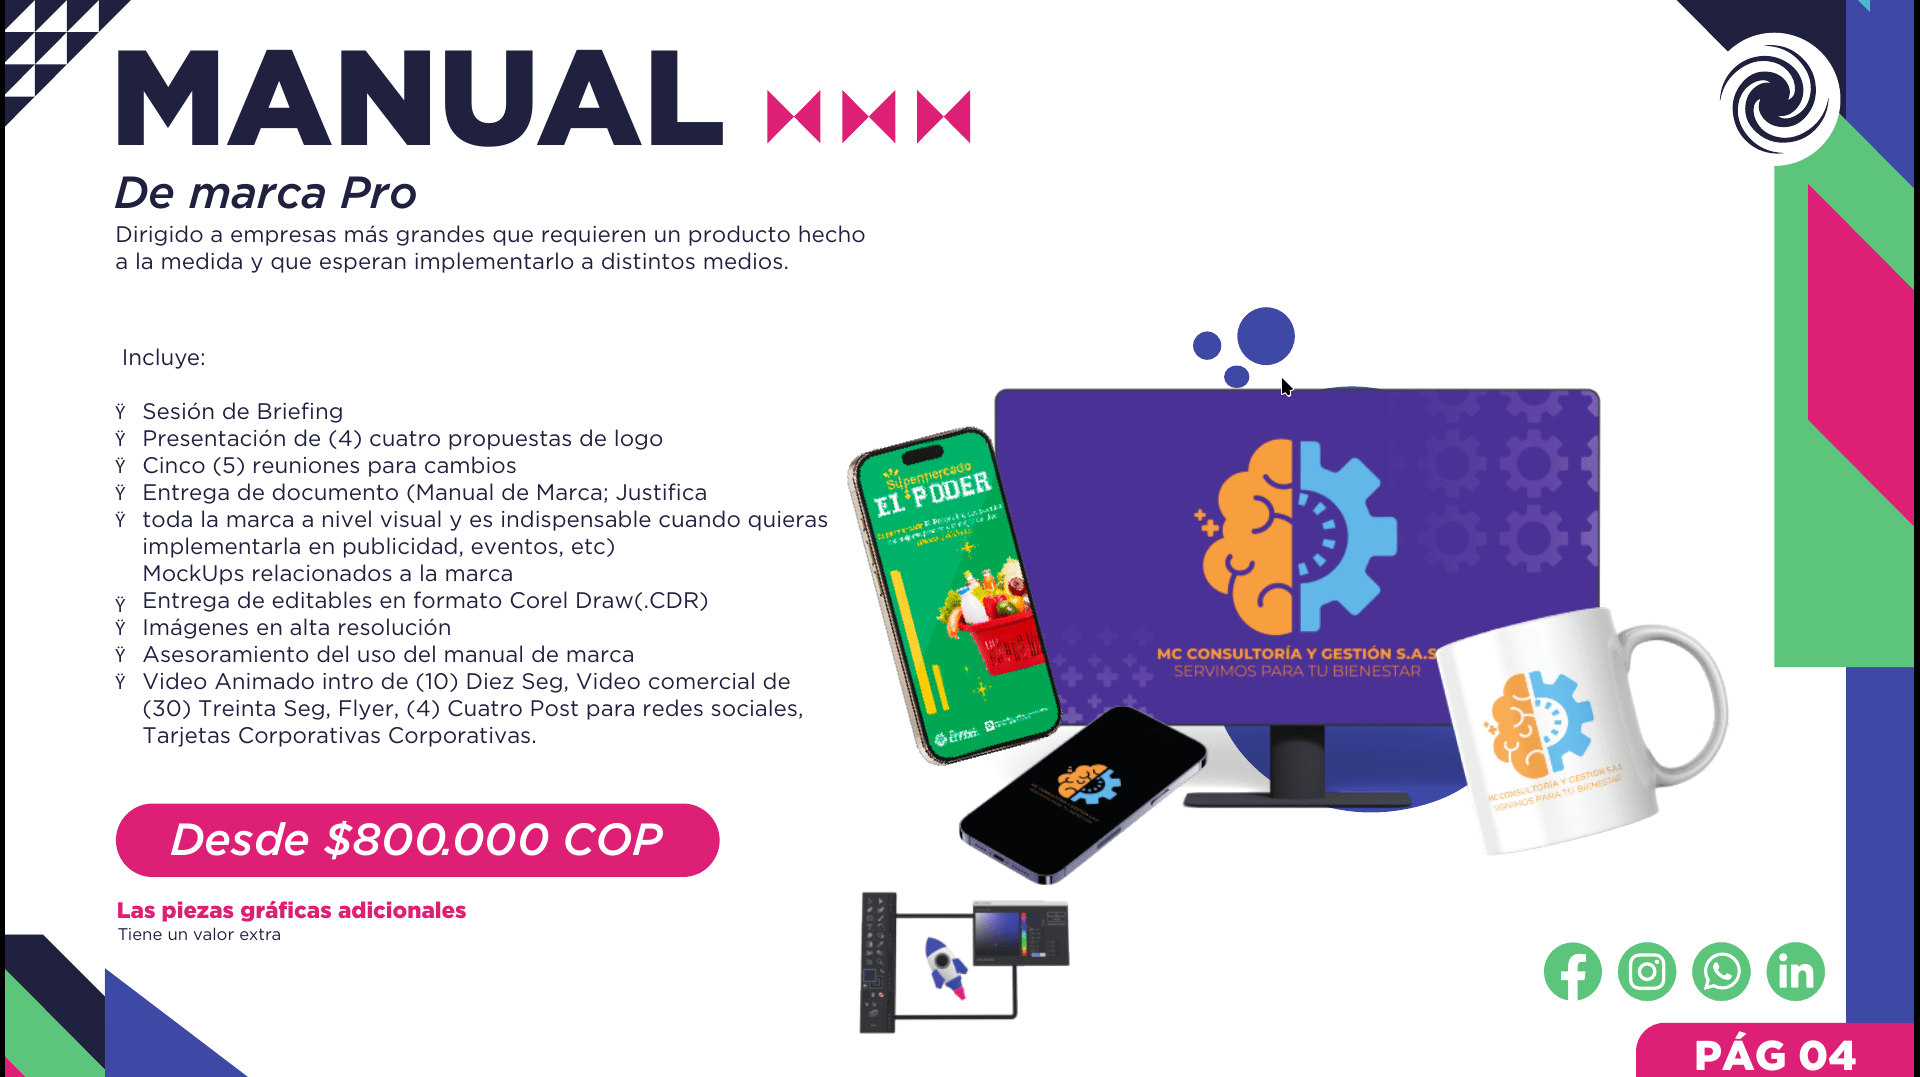 MANUAL
De marca Pro
Dirigido a empresas más grandes que requieren un producto hecho
a la medida y que esperan implementarlo a distintos medios.
Incluye:
Ÿ Sesión de Briefing
Ÿ Presentación de (4) cuatro propuestas de logo
Ÿ Cinco (5) reuniones para cambios
Ÿ Entrega de documento (Manual de Marca; Justifica
Ÿ toda la marca a nivel visual y es indispensable cuando quieras
implementarla en publicidad, eventos, etc)
MockUps relacionados a la marca
Ÿ Entrega de editables en formato Corel Draw(.CDR)
Ÿ Imágenes en alta resolución
Ÿ Asesoramiento del uso del manual de marca
Ÿ Video Animado intro de (10) Diez Seg, Video comercial de
(30) Treinta Seg, Flyer, (4) Cuatro Post para redes sociales,
Tarjetas Corporativas Corporativas.
Desde $800.000 COP
Las piezas gráficas adicionales
Tiene un valor extra
Supermercado
EL PODER
MC CONSULTORÍA Y GESTIÓN S.A.S
SERVIMOS PARA TU BIENESTAR
MC CONSULTORÍA Y GESTIÓN S.A.S
SERVIMOS PARA TU BIENESTAR
PÁG 04